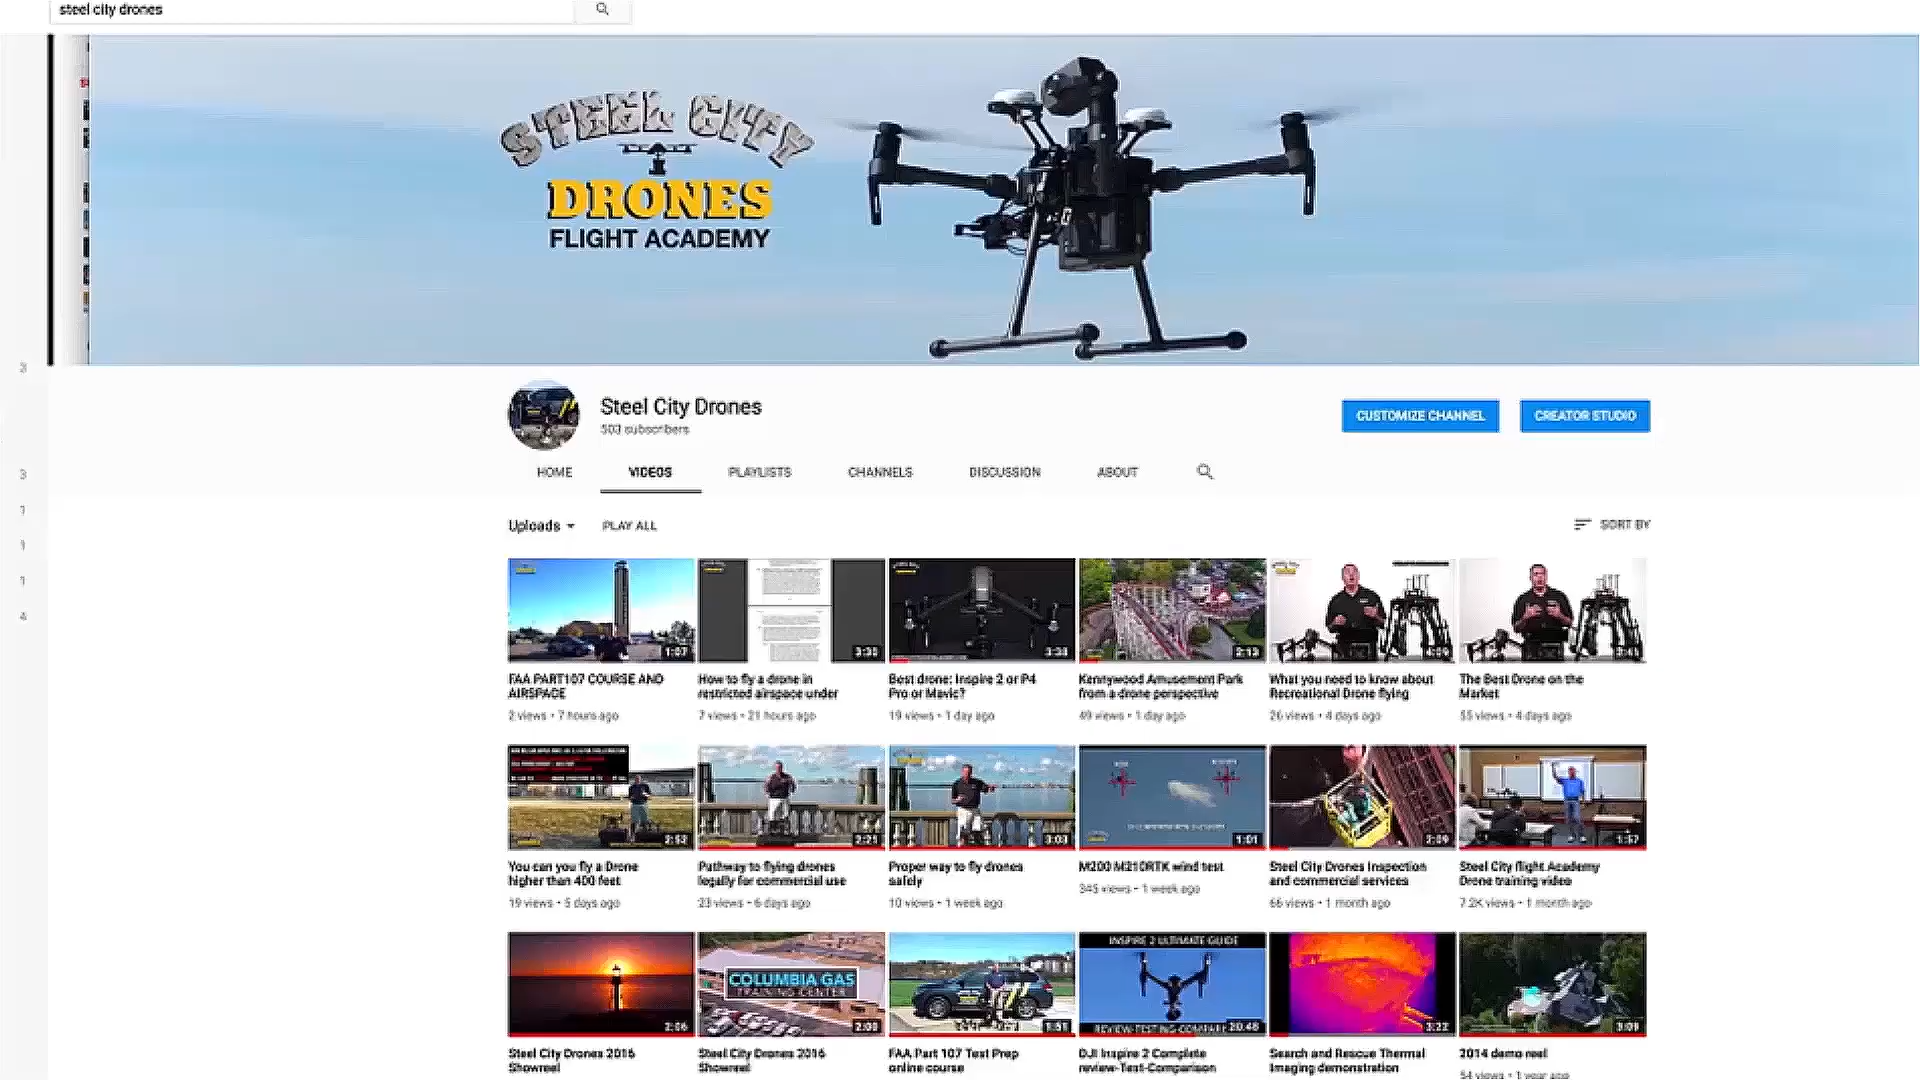 steel city drones
STEEL CITY
DRONES
FLIGHT ACADEMY
Steel City Drones
503 subscribers
CUSTOMIZE CHANNEL
CREATOR STUDIO
HOME
VIDEOS
PLAYLISTS
CHANNELS
DISCUSSION
ABOUT
Uploads
PLAY ALL
SORT BY
1:07
3:30
3:38
2:13
FAA PART107 COURSE AND
AIRSPACE
2 views • 7 hours ago
How to fly a drone in
restricted airspace under
7 views • 21 hours ago
Best drone: Inspire 2 or P4
Pro or Mavic?
19 views • 1 day ago
Kennywood Amusement Park
from a drone perspective
49 views • 1 day ago
What you need to know about
Recreational Drone flying
26 views • 4 days ago
The Best Drone on the
Market
55 views • 4 days ago
2:53
2:21
3:03
1:01
2:09
1:57
You can you fly a Drone
higher than 400 feet
19 views • 5 days ago
Pathway to flying drones
legally for commercial use
23 views • 6 days ago
Proper way to fly drones
safely
10 views • 1 week ago
M200 M210RTK wind test
345 views • 1 week ago
Steel City Drones Inspection
and commercial services
66 views • 1 month ago
Steel City flight Academy
Drone training video
7.2K views • 1 month ago
2:06
COLUMBIA GAS
TRAINING CENTER
2:00
1:51
INSPIRE 2 ULTIMATE GUIDE
REVIEW-TESTING-COMPARE
20:48
3:22
3:09
Steel City Drones 2016
Showreel
Steel City Drones 2016
Showreel
FAA Part 107 Test Prep
online course
DJI Inspire 2 Complete
review-Test-Comparison
Search and Rescue Thermal
Imaging demonstration
2014 demo reel
54 views • 1 year ago